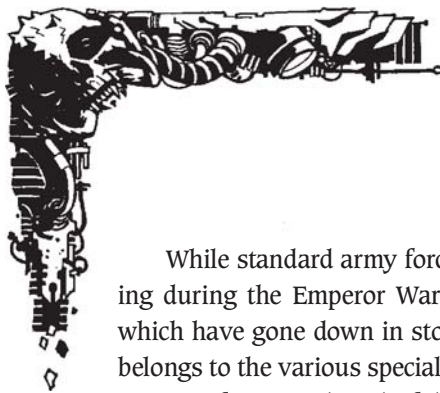 While standard army forc
ing during the Emperor War
which have gone down in sto
belongs to the various special